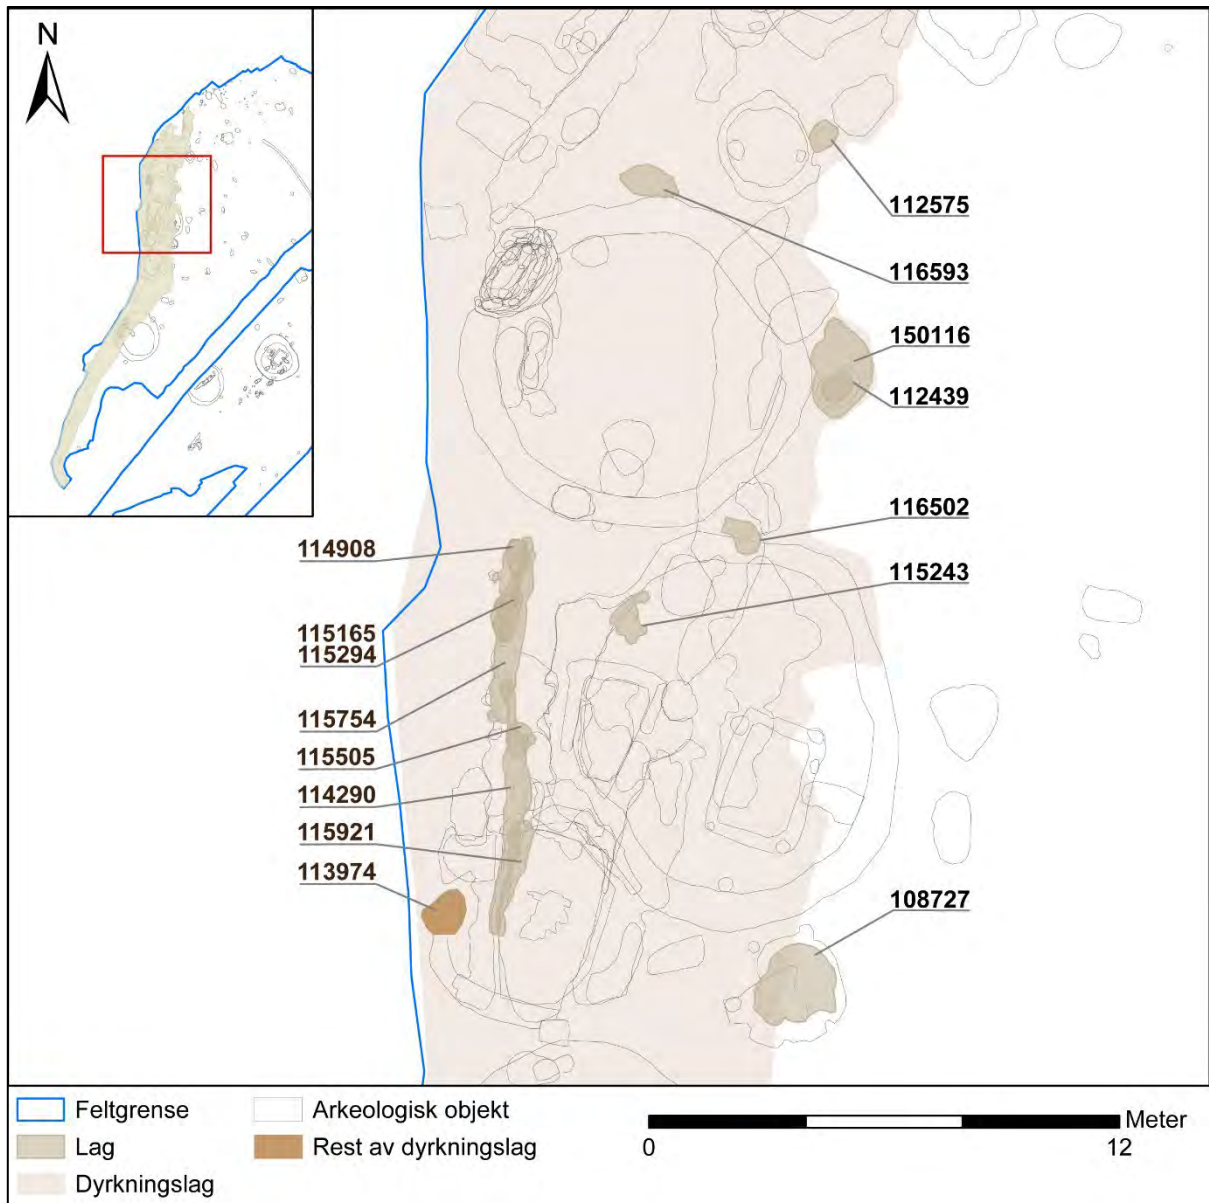 N
112575
116593
150116
112439
116502
114908
115243
115165
115294
115754
115505
114290
115921
113974
108727
Feltgrense
Arkeologisk objekt
Meter
Lag
Rest av dyrkningslag
0
12
Dyrkningslag